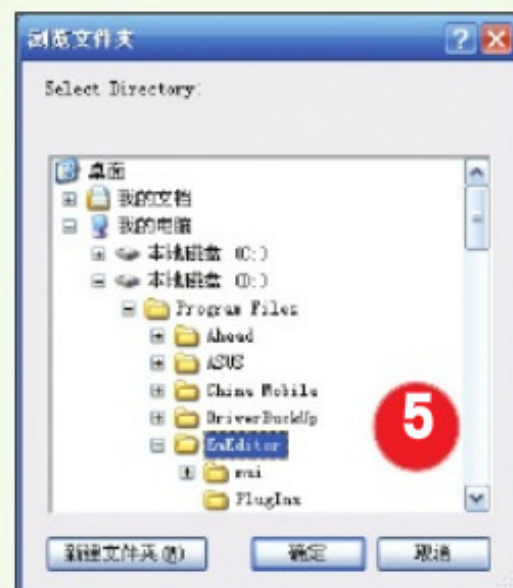 浏览文件夹
Select Directory:
桌面
我的文档
我的电脑
本地磁盘 (C:)
本地磁盘 (D:)
Program Files
Ahead
ASUS
China Mobile
DriverBackUp
EmEditor
mui
PlugIns
5
新建文件夹(M)
确定
取消